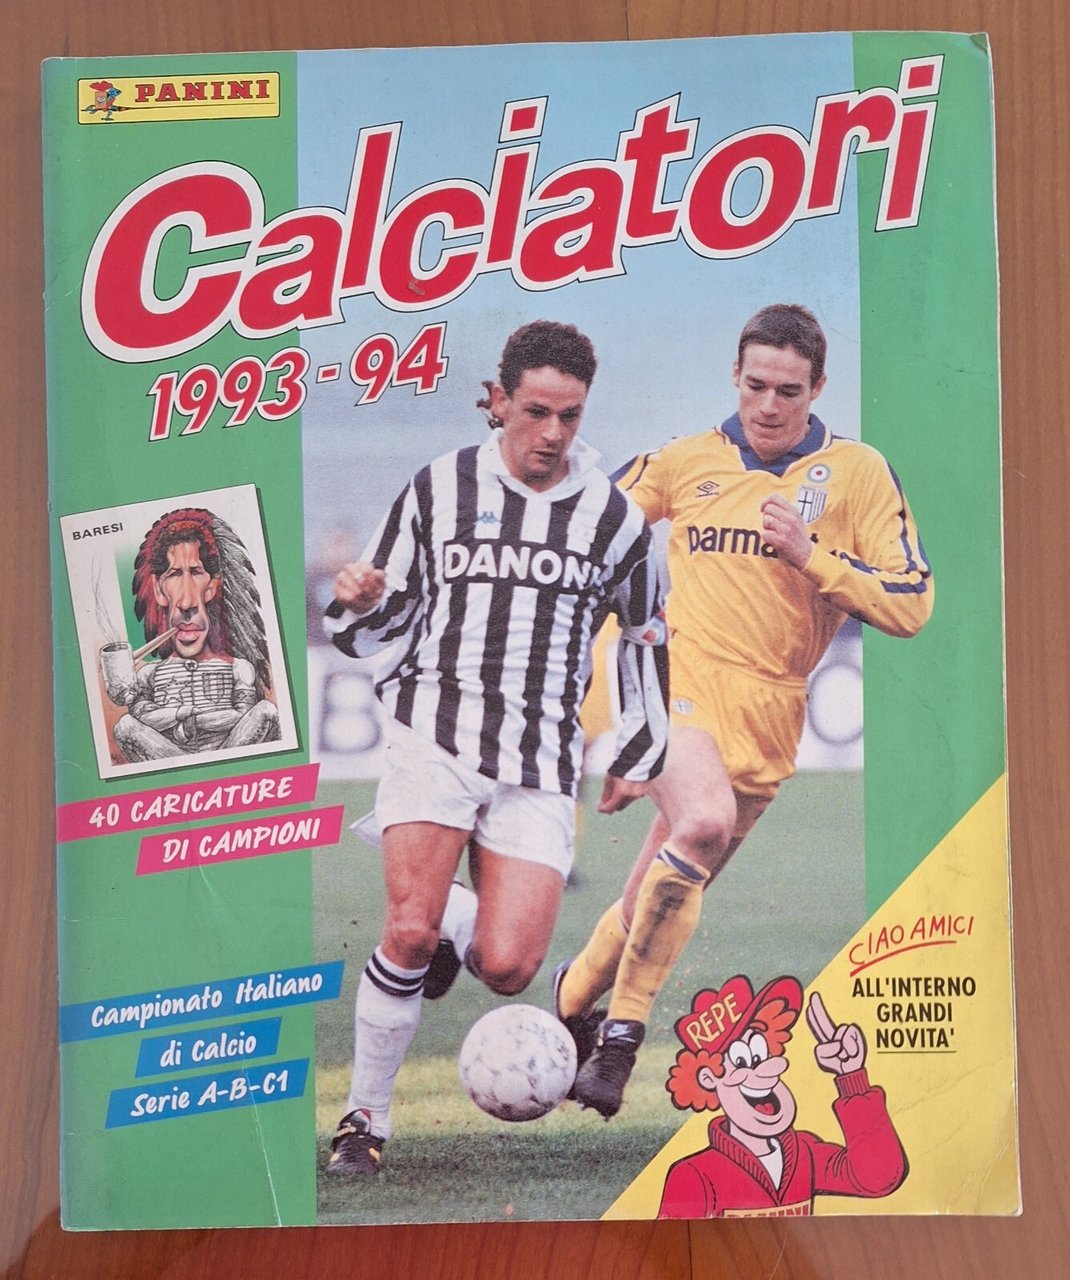 PANINI
Calciatori
1993-94
BARESI
DANON
parma
40 CARICATURE
DI CAMPIONI
Campionato Italiano
di Calcio
Serie A-B-C1
CIAO AMICI
ALL'INTERNO
GRANDI
NOVITA'
REPE